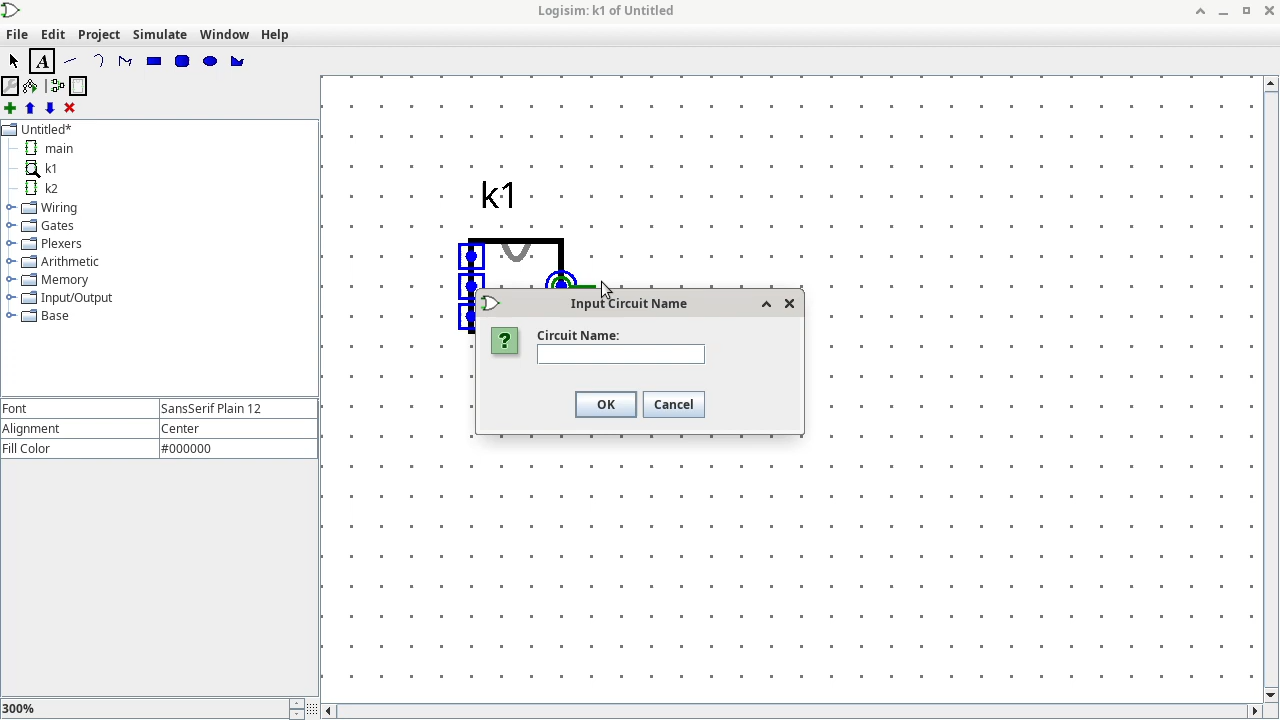 Logisim: k1 of Untitled
File Edit Project Simulate Window Help
A
Untitled*
main
k1
k2
Wiring
Gates
Plexers
Arithmetic
Memory
Input/Output
Base
Font SansSerif Plain 12
Alignment Center
Fill Color #000000
300%
k1
Input Circuit Name
?
Circuit Name:
OK Cancel